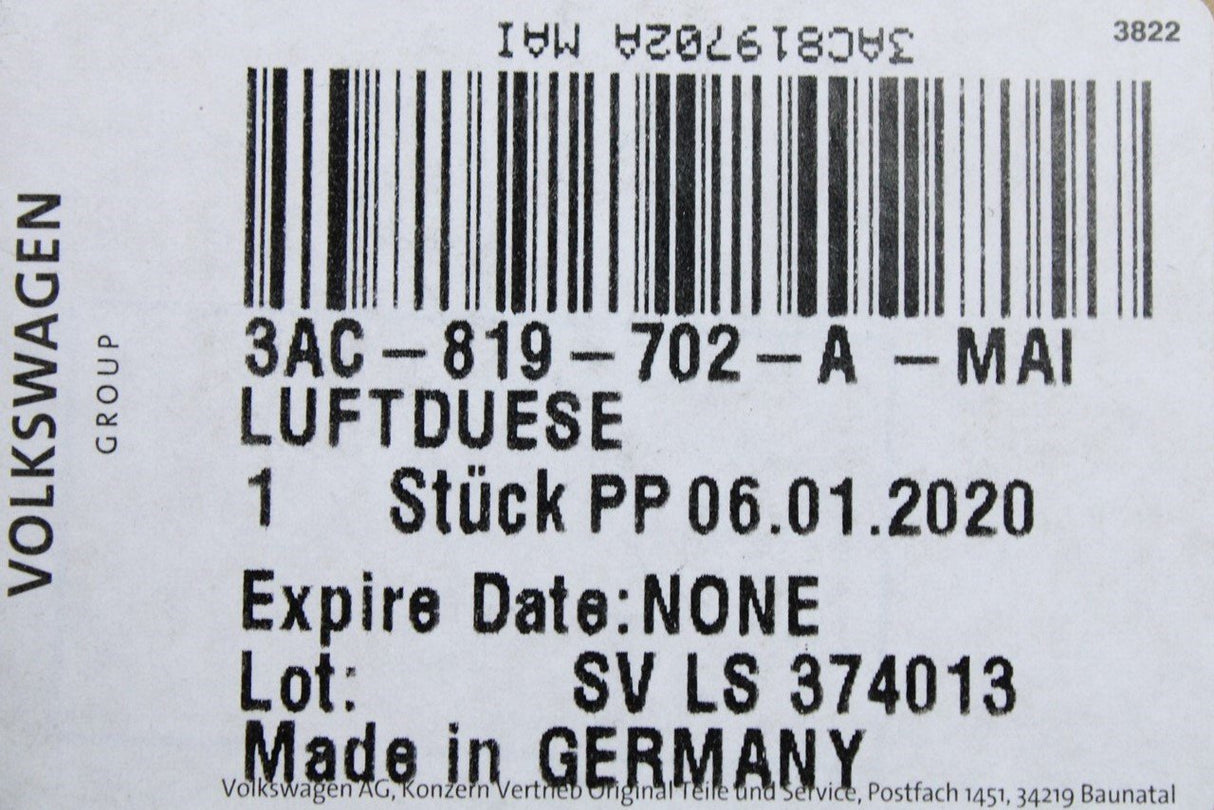 3822
3AC819702A MAI
VOLKSWAGEN
GROUP
3AC-819-702-A -MAI
LUFTDUESE
1 Stück PP 06.01.2020
Expire Date:NONE
Lot: SV LS 374013
Made in GERMANY
Volkswagen AG, Konzern Vertrieb Original Teile und Service, Postfach 1451, 34219 Baunatal